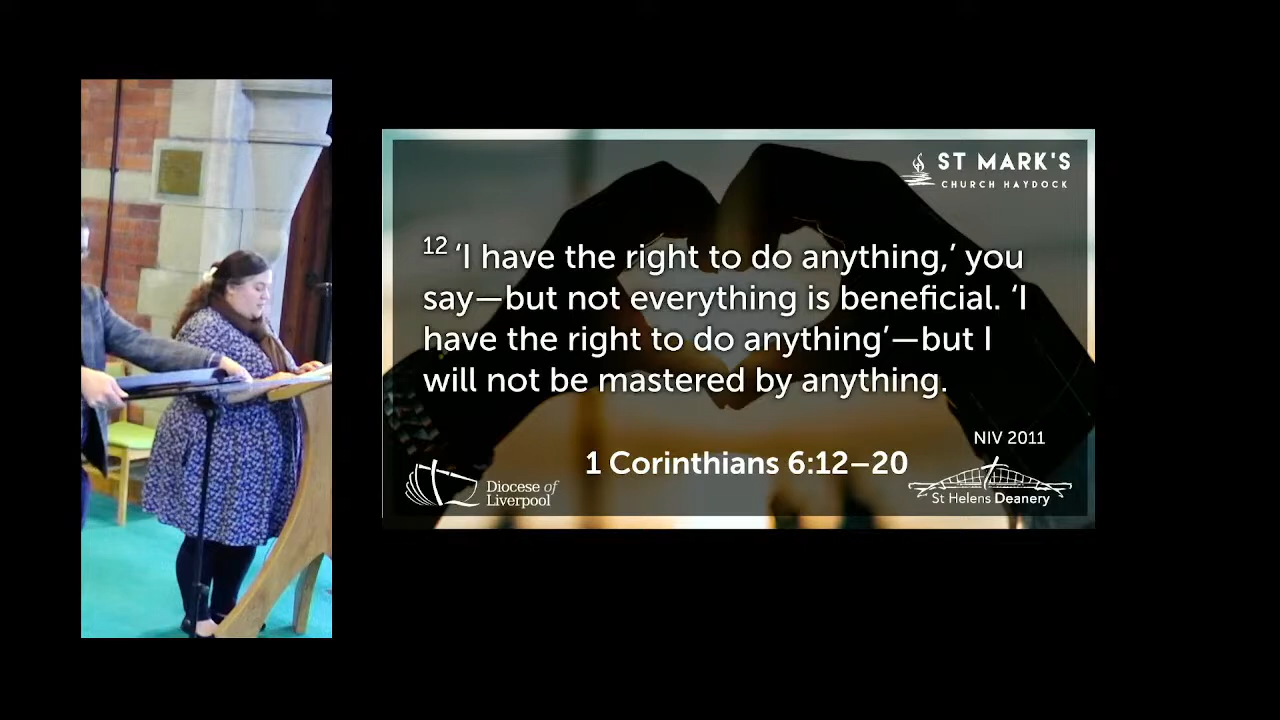 ST MARK'S
CHURCH HAYDOCK
12 ‘I have the right to do anything,’ you
say—but not everything is beneficial. ‘I
have the right to do anything’—but I
will not be mastered by anything.
NIV 2011
1 Corinthians 6:12–20
Diocese of
Liverpool
St Helens Deanery